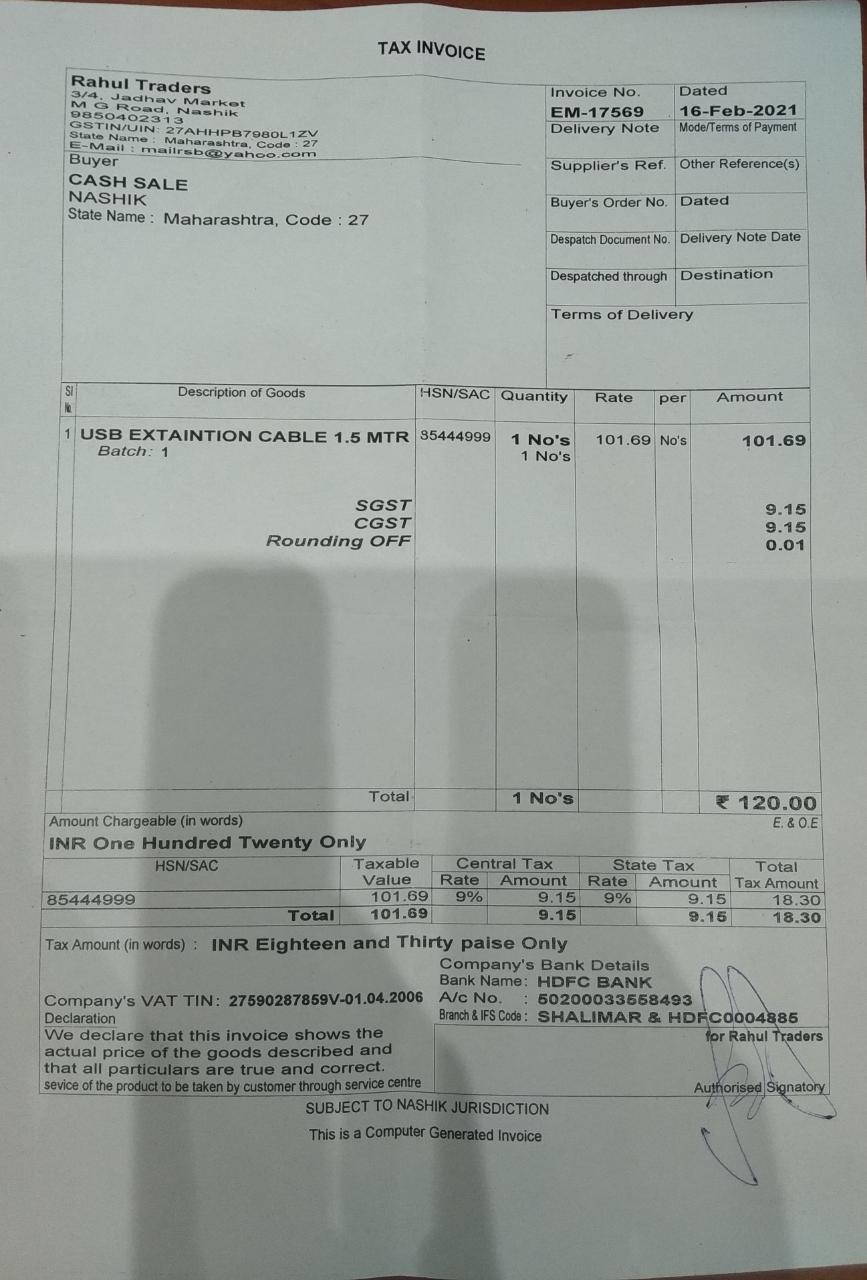 TAX INVOICE
Rahul Traders
3/4, Jadhav Market
M G Road, Nashik
9850402313
GSTIN/UIN: 27AHHPB7980L1ZV
State Name : Maharashtra, Code : 27
E-Mail : mailrsb@yahoo.com
Invoice No. Dated
EM-17569 16-Feb-2021
Delivery Note Mode/Terms of Payment
Supplier's Ref. Other Reference(s)
Buyer
CASH SALE
NASHIK
State Name : Maharashtra, Code : 27
Buyer's Order No. Dated
Despatch Document No. Delivery Note Date
Despatched through Destination
Terms of Delivery
Sl No. Description of Goods HSN/SAC Quantity Rate per Amount
1 USB EXTAINTION CABLE 1.5 MTR 85444999 1 No's 101.69 No's 101.69
Batch: 1 1 No's
SGST 9.15
CGST 9.15
Rounding OFF 0.01
Total 1 No's ₹ 120.00
Amount Chargeable (in words) E. & O.E
INR One Hundred Twenty Only
HSN/SAC Taxable Value Central Tax State Tax Total Tax Amount
Rate Amount Rate Amount
85444999 101.69 9% 9.15 9% 9.15 18.30
Total 101.69 9.15 9.15 18.30
Tax Amount (in words) : INR Eighteen and Thirty paise Only
Company's Bank Details
Bank Name: HDFC BANK
Company's VAT TIN: 27590287859V-01.04.2006 A/c No. : 50200033558493
Declaration Branch & IFS Code : SHALIMAR & HDFC0004885
We declare that this invoice shows the
actual price of the goods described and
that all particulars are true and correct.
sevice of the product to be taken by customer through service centre
for Rahul Traders
Authorised Signatory
SUBJECT TO NASHIK JURISDICTION
This is a Computer Generated Invoice